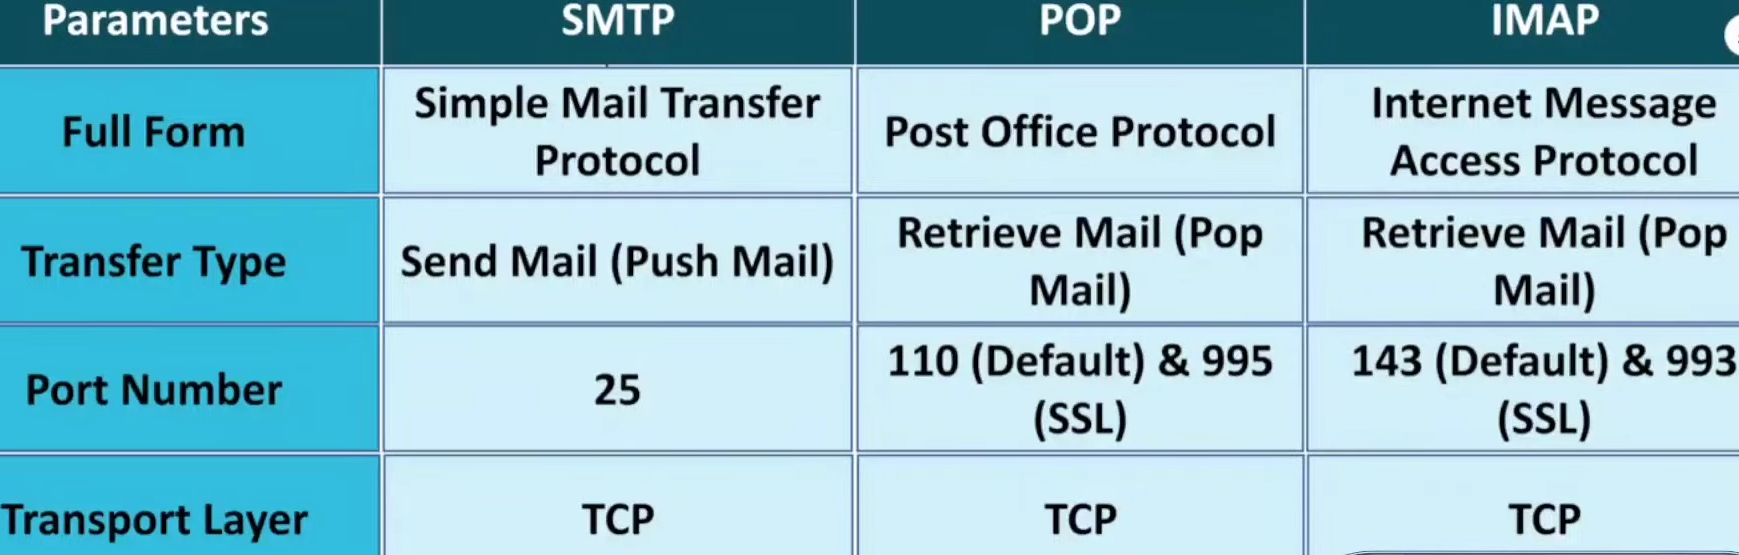 Parameters SMTP POP IMAP
Full Form
Simple Mail Transfer
Protocol
Post Office Protocol
Internet Message
Access Protocol
Transfer Type
Send Mail (Push Mail)
Retrieve Mail (Pop
Mail)
Retrieve Mail (Pop
Mail)
Port Number
25
110 (Default) & 995
(SSL)
143 (Default) & 993
(SSL)
Transport Layer
TCP
TCP
TCP